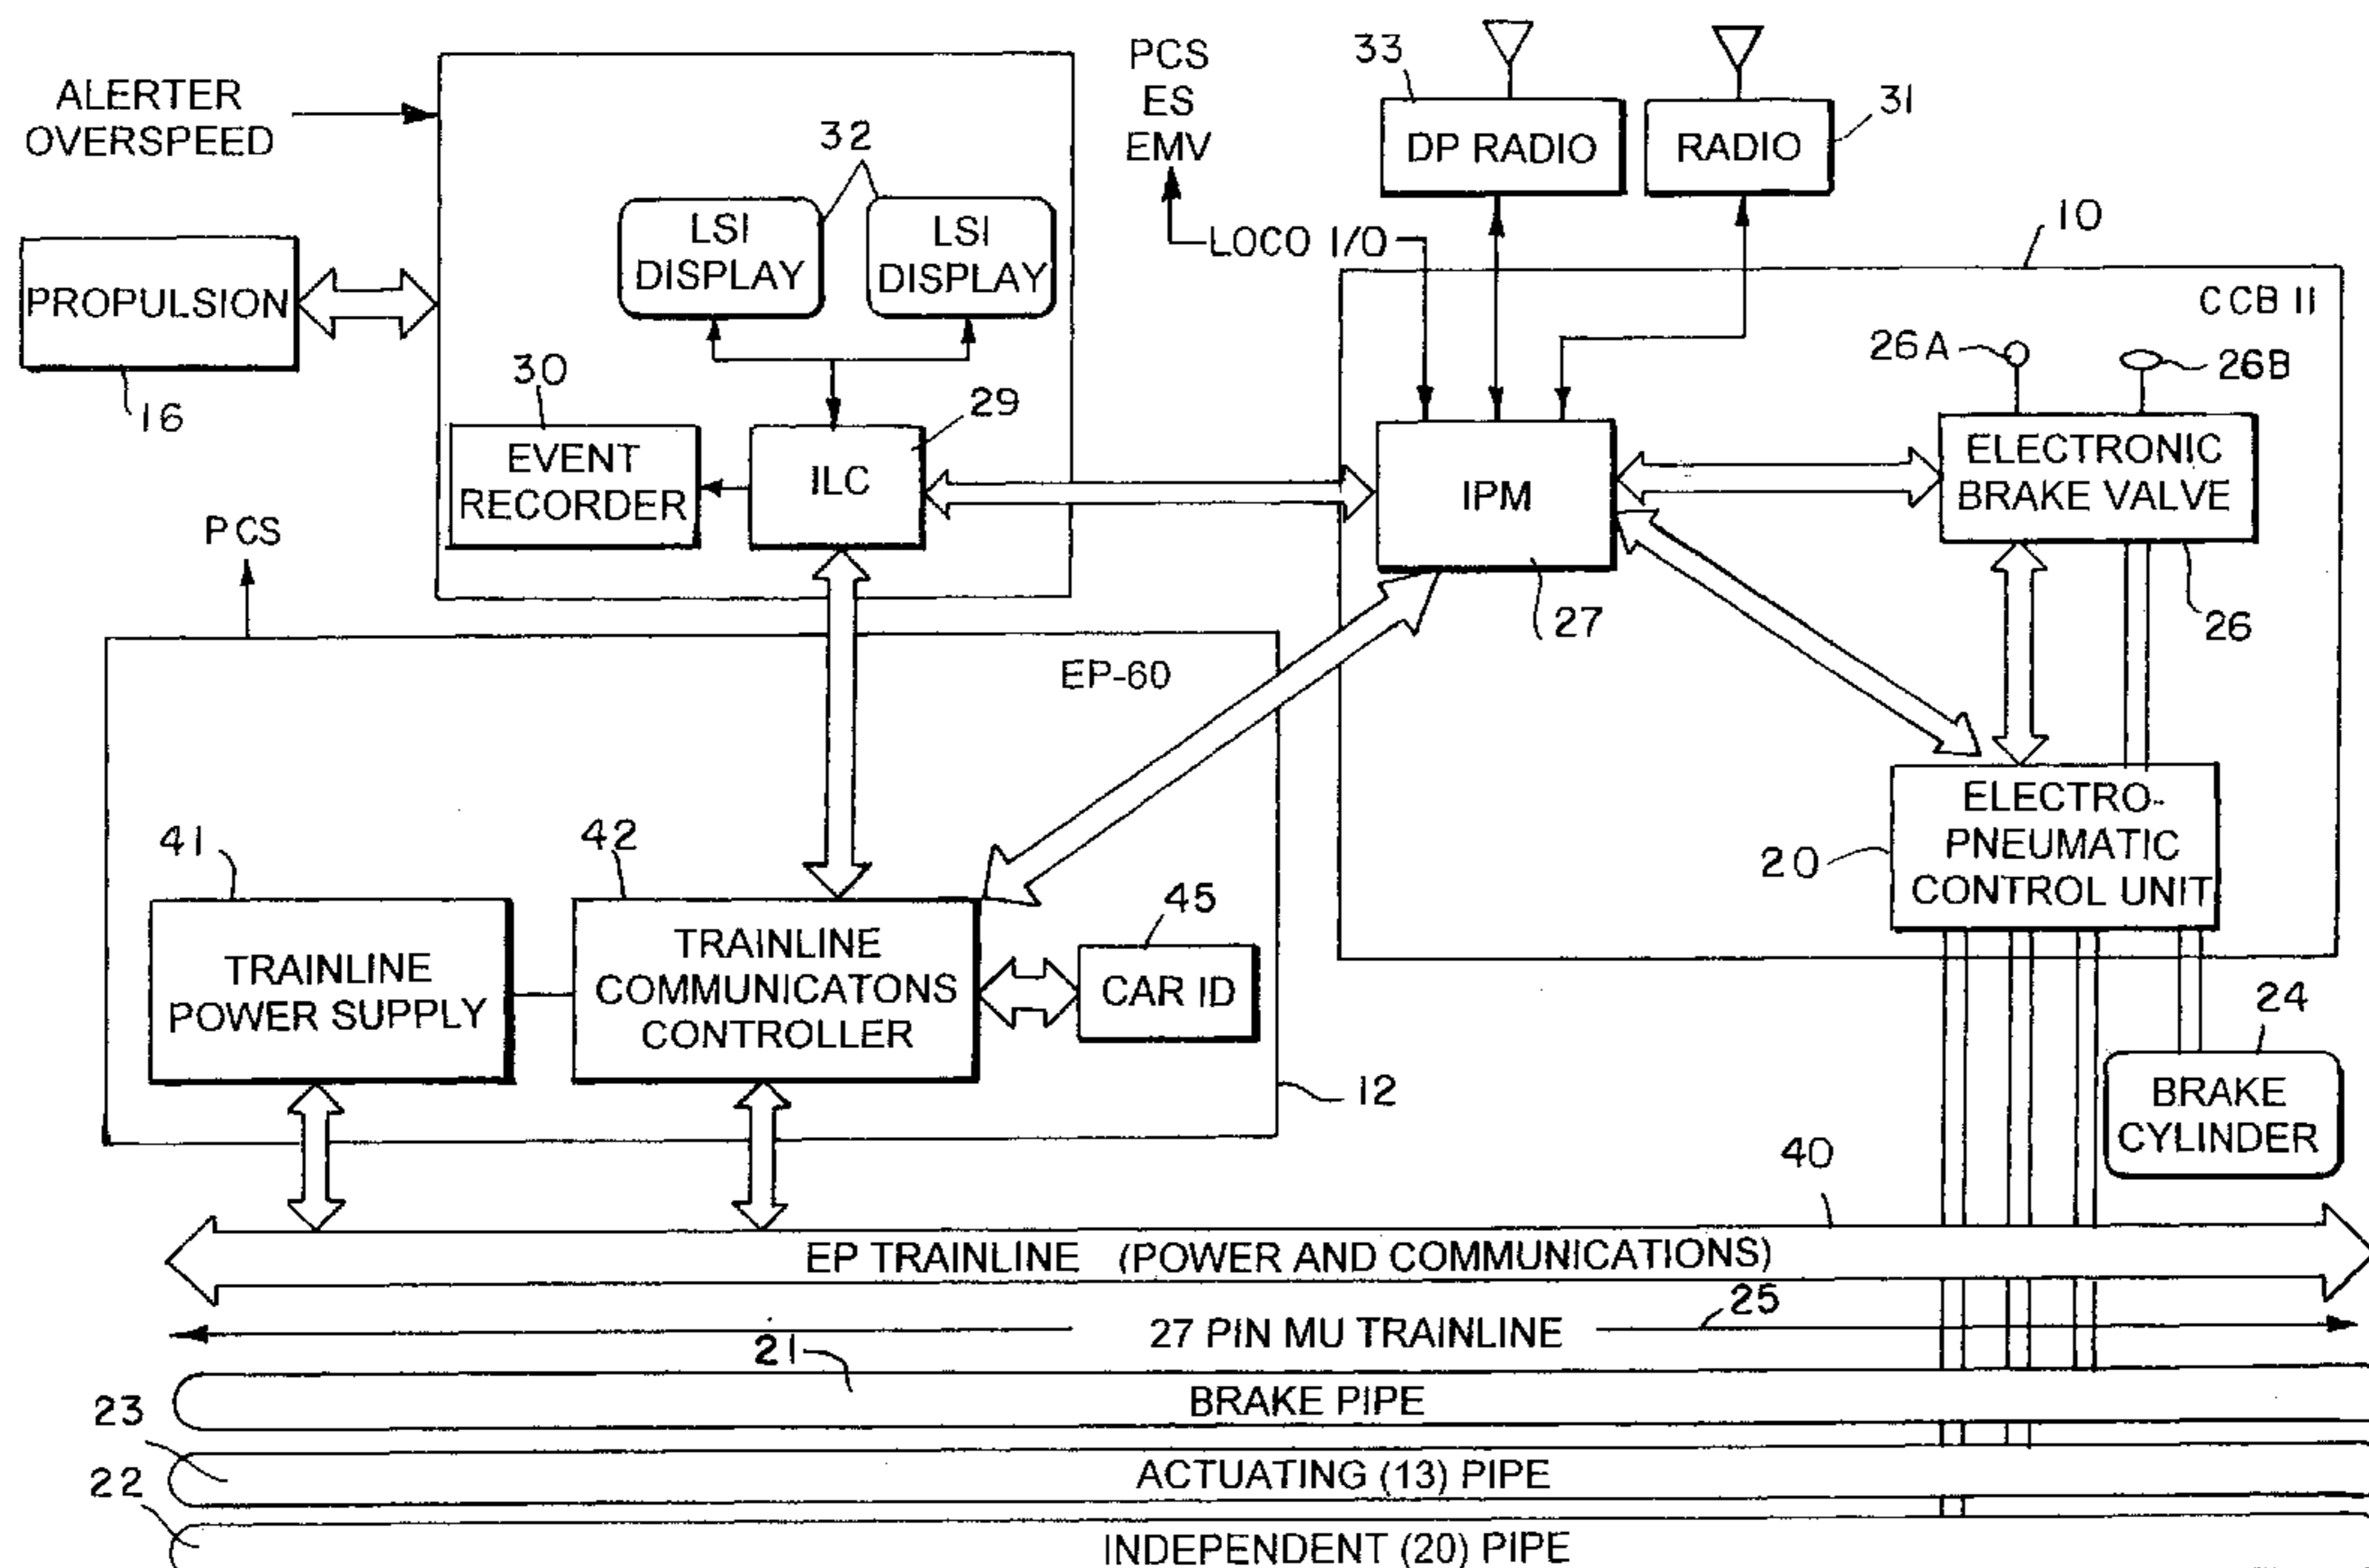 ALERTER
OVERSPEED
PCS
ES
EMV
33
DP RADIO
RADIO
31
32
LSI
DISPLAY
LSI
DISPLAY
LOCO I/O
10
CCB II
PROPULSION
16
26A
26B
30
29
EVENT
RECORDER
ILC
IPM
27
ELECTRONIC
BRAKE VALVE
26
PCS
EP-60
ELECTRO-
PNEUMATIC
CONTROL UNIT
20
41
42
45
TRAINLINE
POWER SUPPLY
TRAINLINE
COMMUNICATONS
CONTROLLER
CAR ID
24
BRAKE
CYLINDER
12
40
EP TRAINLINE (POWER AND COMMUNICATIONS)
25
27 PIN MU TRAINLINE
21
BRAKE PIPE
23
ACTUATING (13) PIPE
22
INDEPENDENT (20) PIPE